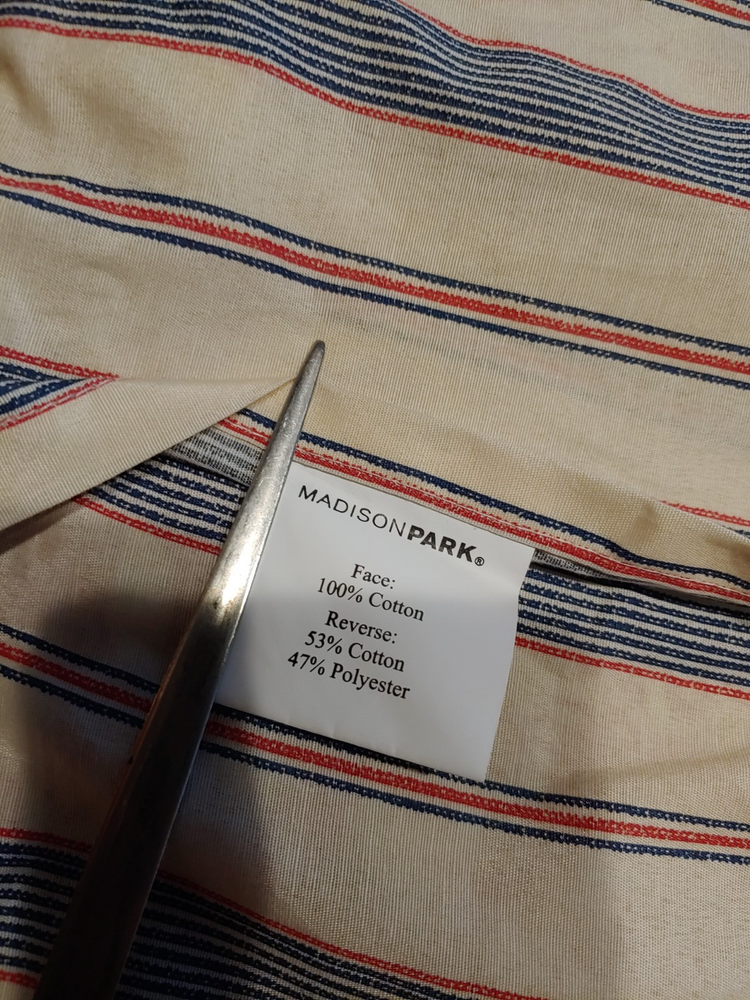 MADISONPARK®
Face:
100% Cotton
Reverse:
53% Cotton
47% Polyester